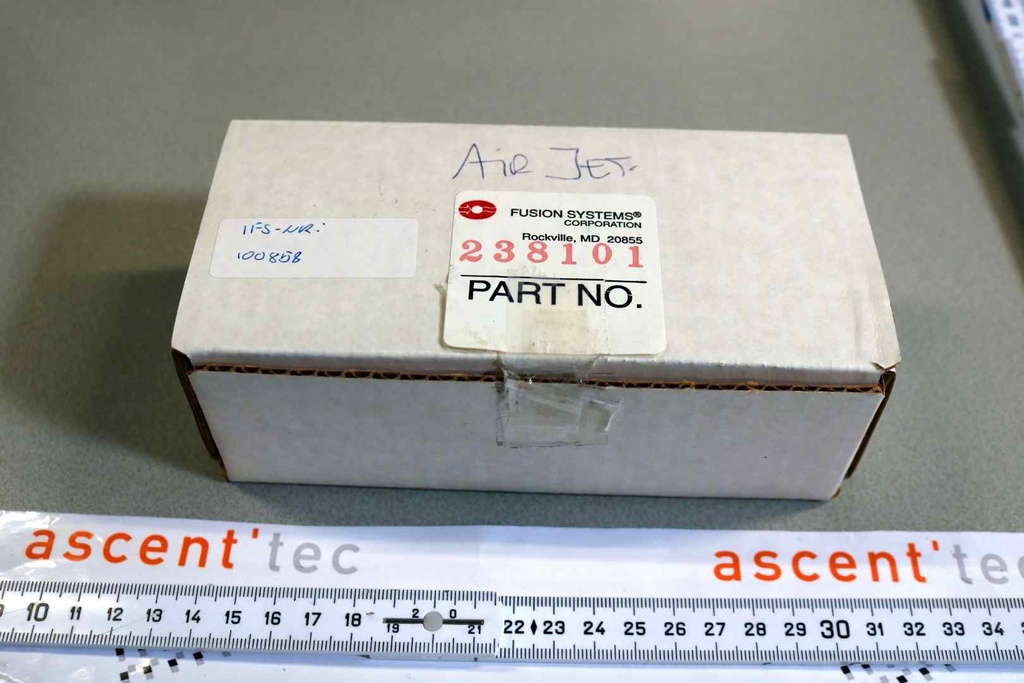 AIR JET.
IFS-NR:
100858
FUSION SYSTEMS®
CORPORATION
Rockville, MD 20855
238101
PART NO.
ascent'tec
ascent'tec
10 11 12 13 14 15 16 17 18 19 2 0 21 22 23 24 25 26 27 28 29 30 31 32 33 34